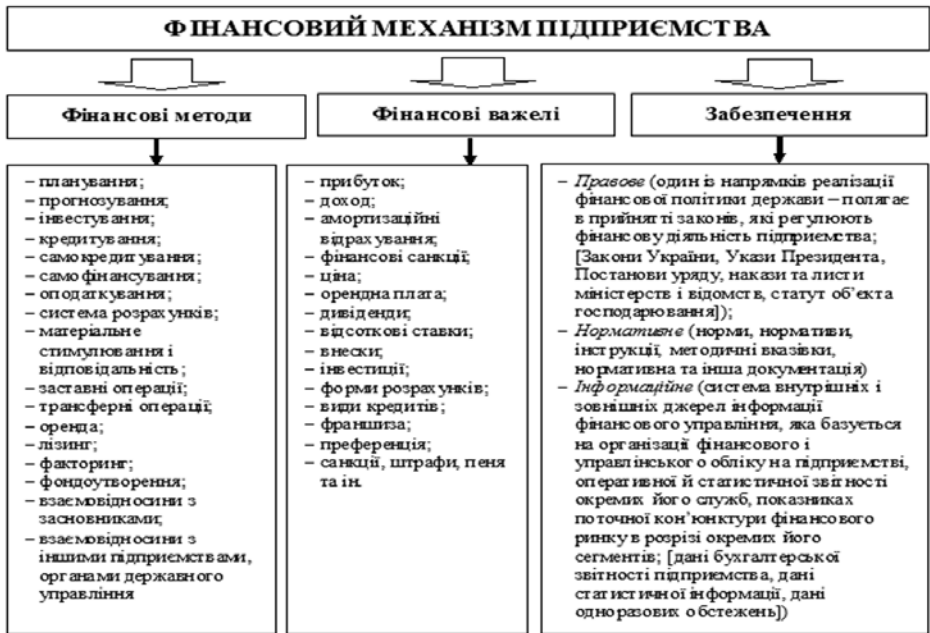 ФІНАНСОВИЙ МЕХАНІЗМ ПІДПРИЄМСТВА
Фінансові методи
Фінансові важелі
Забезпечення
– планування;
– прогнозування;
– інвестування;
– кредитування;
– самокредитування;
– самофінансування;
– оподаткування;
– система розрахунків;
– матеріальне
стимулювання і
відповідальність;
– заставні операції;
– трансферні операції;
– оренда;
– лізинг;
– факторинг;
– фондоутворення;
– взаємовідносини з
засновниками;
– взаємовідносини з
іншими підприємствами,
органами державного
управління
– прибуток;
– доход;
– амортизаційні
відрахування;
– фінансові санкції;
– ціна;
– орендна плата;
– дивіденди;
– відсоткові ставки;
– внески;
– інвестиції;
– форми розрахунків;
– види кредитів;
– франшиза;
– преференція;
– санкції, штрафи, пеня
та ін.
– Правове (один із напрямків реалізації
фінансової політики держави – полягає
в прийнятті законів, які регулюють
фінансову діяльність підприємства;
[Закони України, Укази Президента,
Постанови уряду, накази та листи
міністерств і відомств, статут об’єкта
господарювання]);
– Нормативне (норми, нормативи,
інструкції, методичні вказівки,
нормативна та інша документація)
– Інформаційне (система внутрішніх і
зовнішніх джерел інформації
фінансового управління, яка базується
на організації фінансового і
управлінського обліку на підприємстві,
оперативної й статистичної звітності
окремих його служб, показниках
поточної кон’юнктури фінансового
ринку в розрізі окремих його
сегментів; [дані бухгалтерської
звітності підприємства, дані
статистичної інформації, дані
одноразових обстежень])